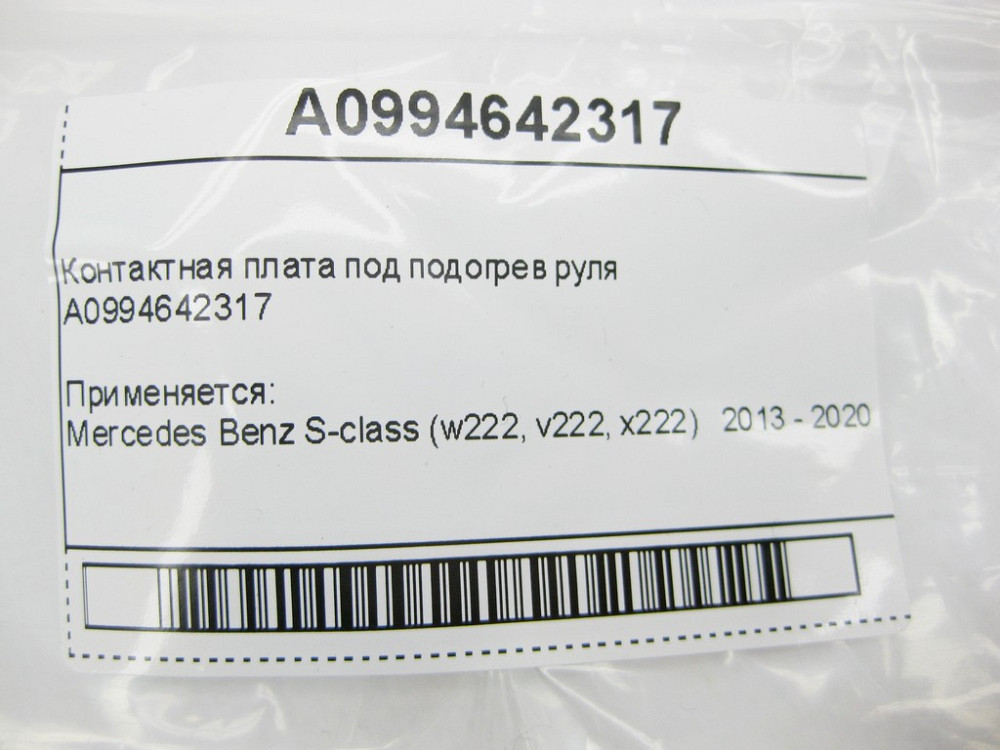 A0994642317
Контактная плата под подогрев руля
A0994642317
Применяется:
Mercedes Benz S-class (w222, v222, x222) 2013 - 2020